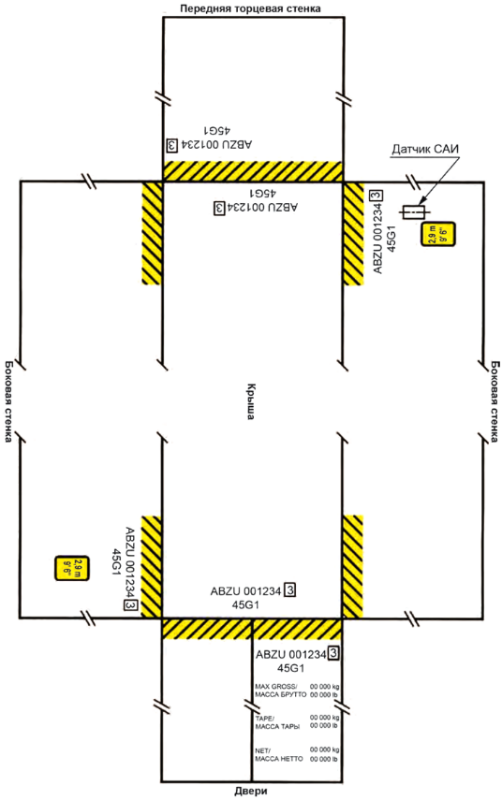 Передняя торцевая стенка
ABZU 001234 3
45G1
ABZU 001234 3
45G1
Датчик САИ
ABZU 001234 3
45G1
2,9 m
9' 6"
Боковая стенка
Крыша
Боковая стенка
ABZU 001234 3
45G1
2,9 m
9' 6"
ABZU 001234 3
45G1
ABZU 001234 3
45G1
MAX GROSS/ 00 000 kg
МАССА БРУТТО 00 000 lb
TAPE/ 00 000 kg
МАССА ТАРЫ 00 000 lb
NET/ 00 000 kg
МАССА НЕТТО 00 000 lb
Двери